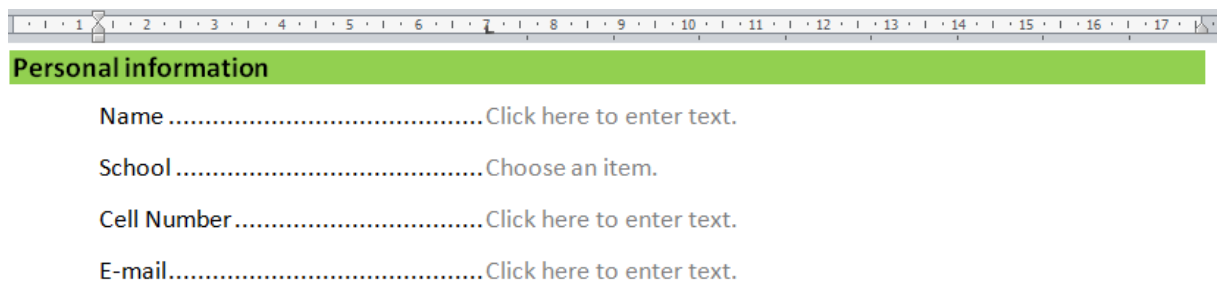 1 2 3 4 5 6 7 8 9 10 11 12 13 14 15 16 17
Personal information
Name ........................................... Click here to enter text.
School .......................................... Choose an item.
Cell Number .................................. Click here to enter text.
E-mail ........................................... Click here to enter text.